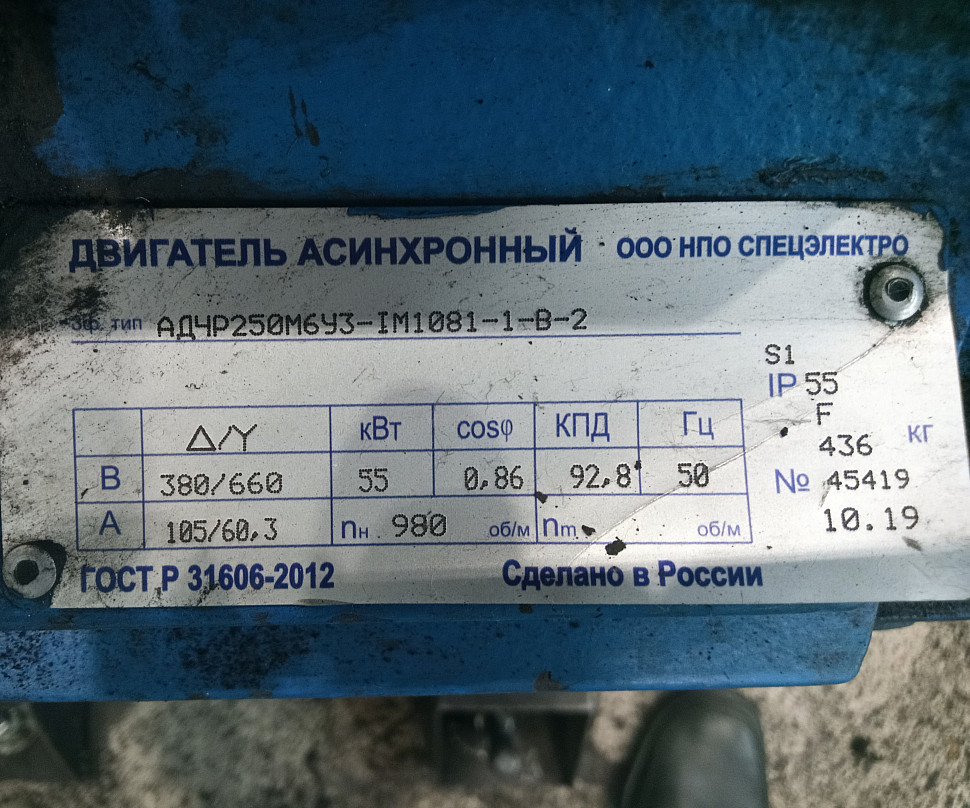 ДВИГАТЕЛЬ АСИНХРОННЫЙ ООО НПО СПЕЦЭЛЕКТРО
3ф. тип АДЧР250М6У3-IM1081-1-В-2
S1
IP 55
F
436 кг
№ 45419
10.19
Δ/Y кВт cosφ КПД Гц
В 380/660 55 0,86 92,8 50
А 105/60,3 nн 980 об/м nm об/м
ГОСТ Р 31606-2012 Сделано в России